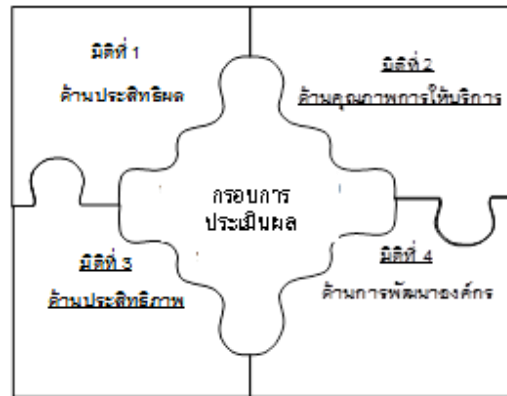 มิติที่ 1
ด้านประสิทธิผล
มิติที่ 2
ด้านคุณภาพการให้บริการ
กรอบการ
ประเมินผล
มิติที่ 3
ด้านประสิทธิภาพ
มิติที่ 4
ด้านการพัฒนาองค์กร